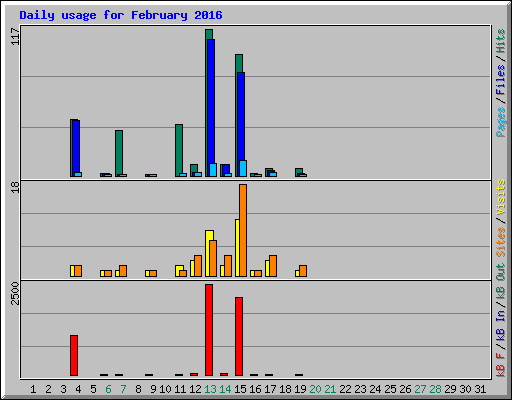 Daily usage for February 2016
117
Pages / Files / Hits
18
Sites / Visits
2500
kB F / kB In / kB Out
1 2 3 4 5 6 7 8 9 10 11 12 13 14 15 16 17 18 19 20 21 22 23 24 25 26 27 28 29 30 31